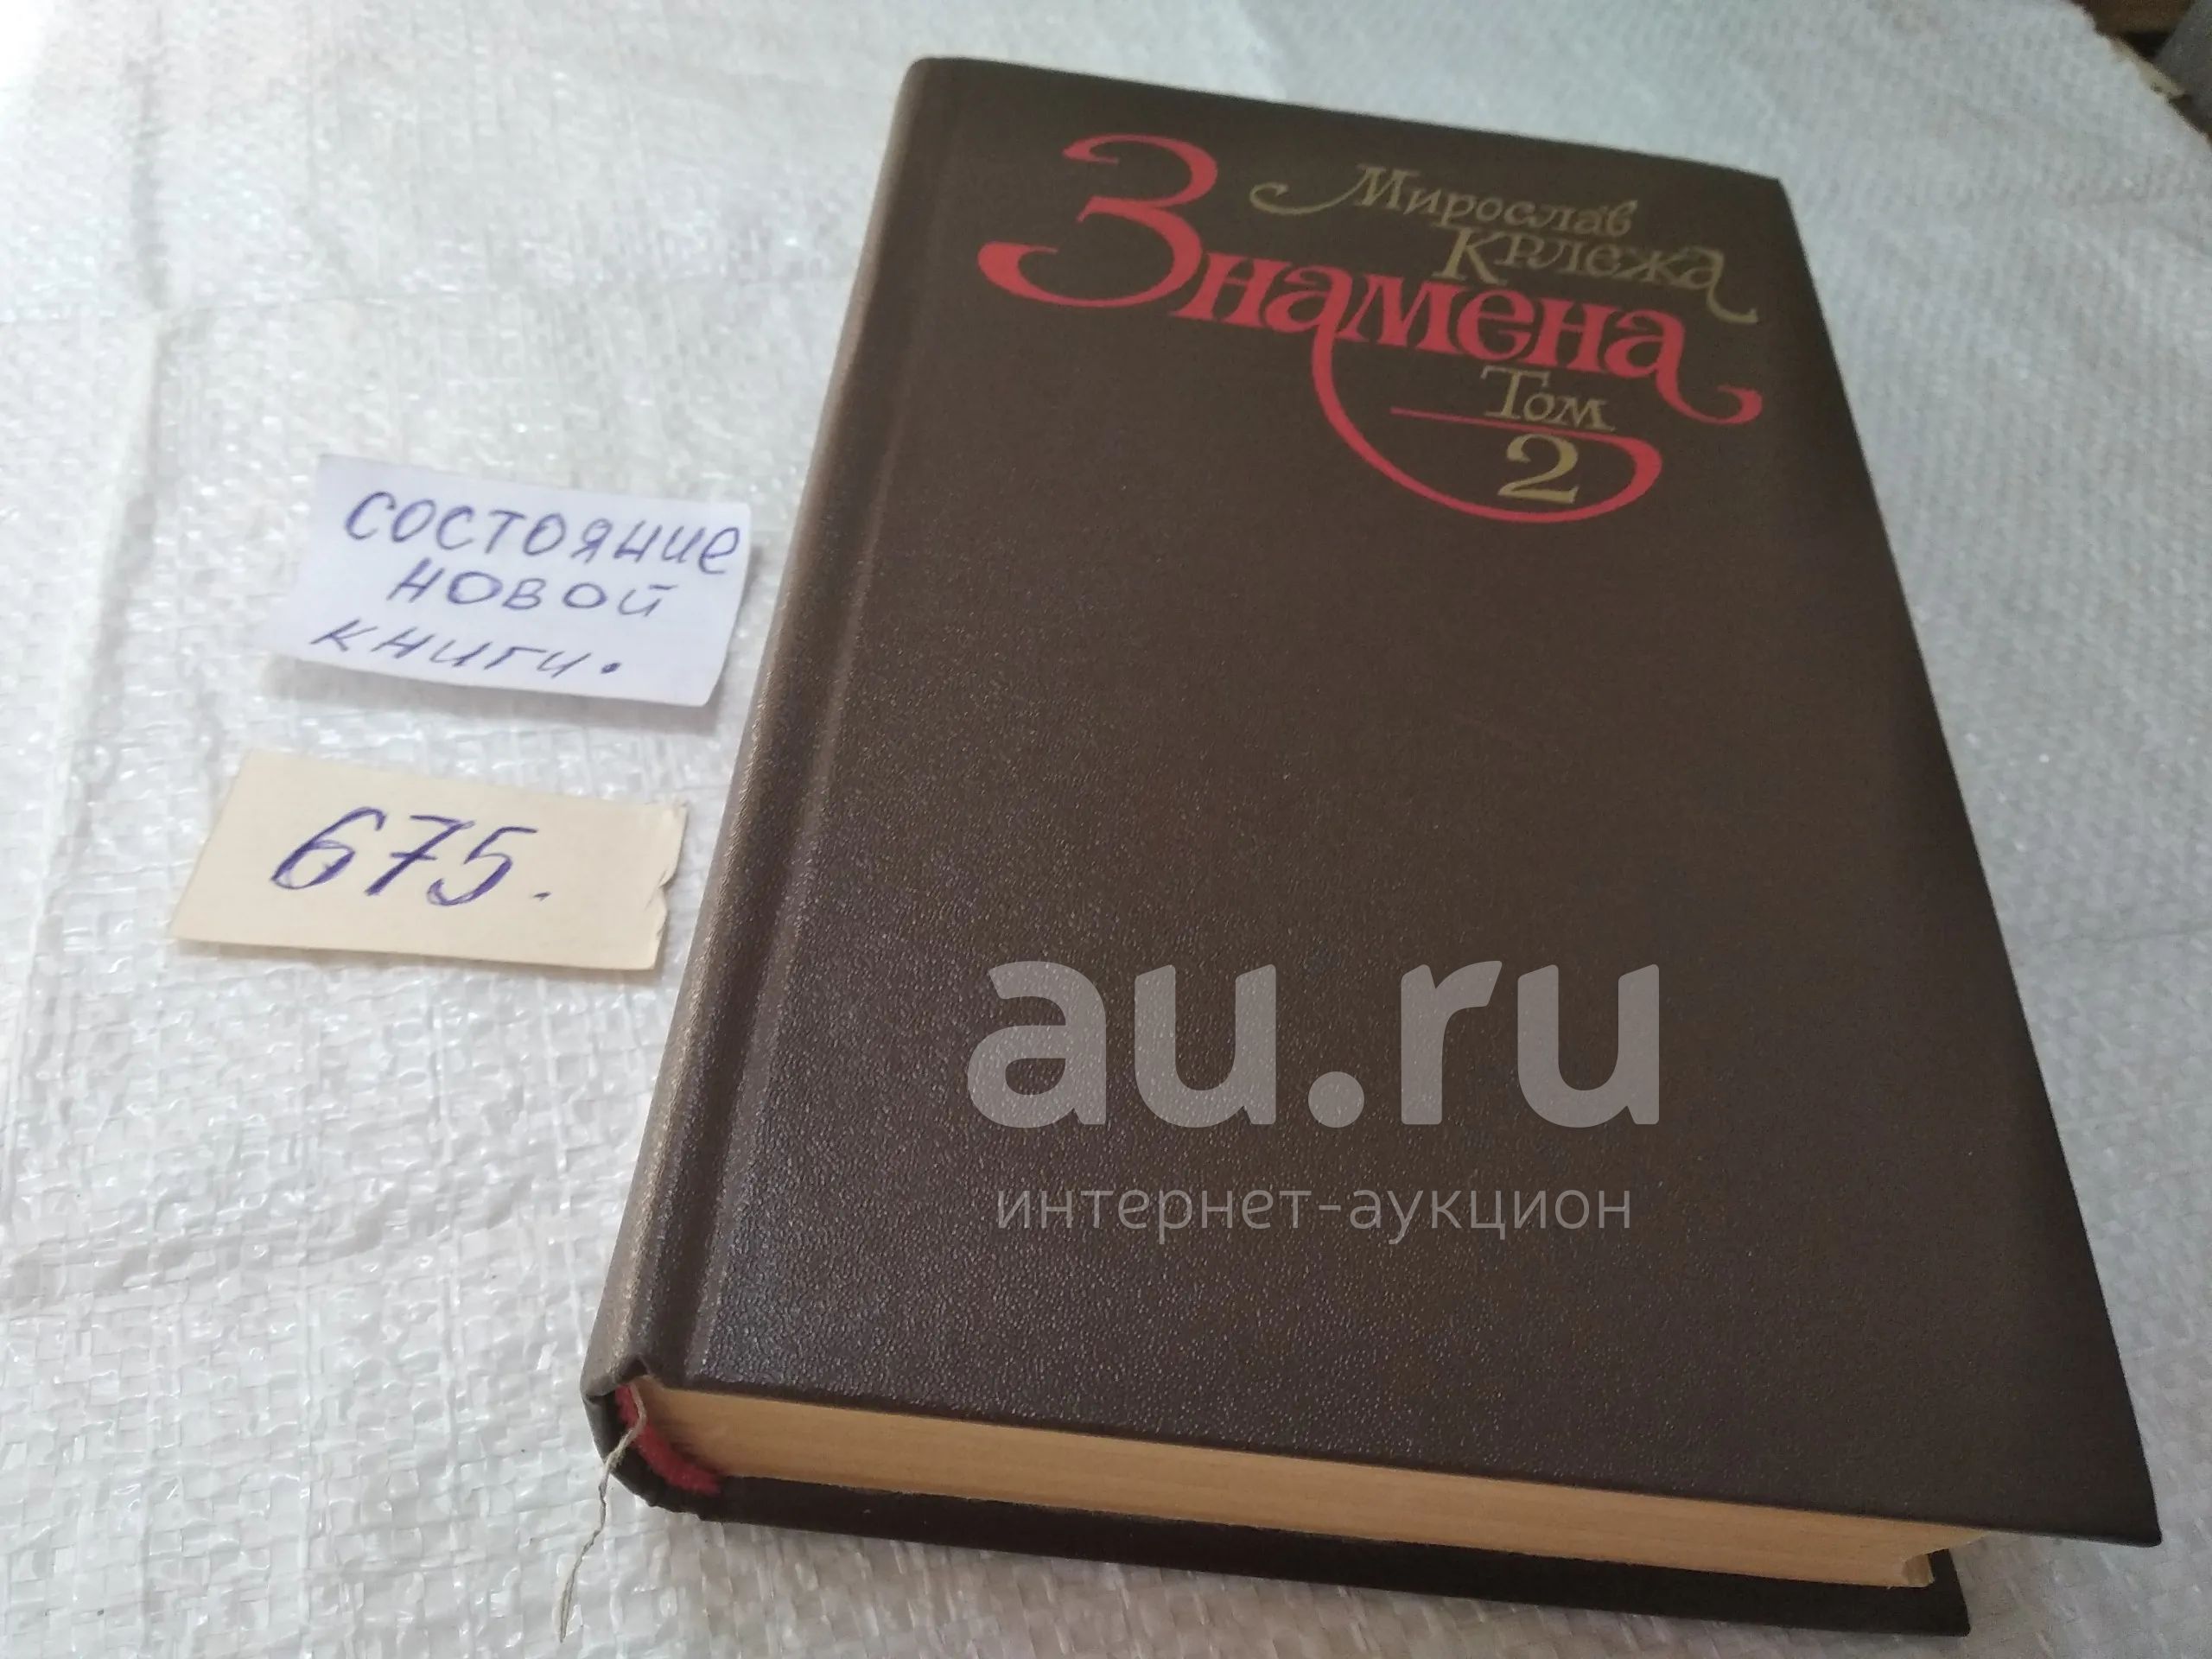 Мирослав
Крлежа
Знамена
Том
2
состояние
новой
книги.
675.
au.ru
интернет-аукцион